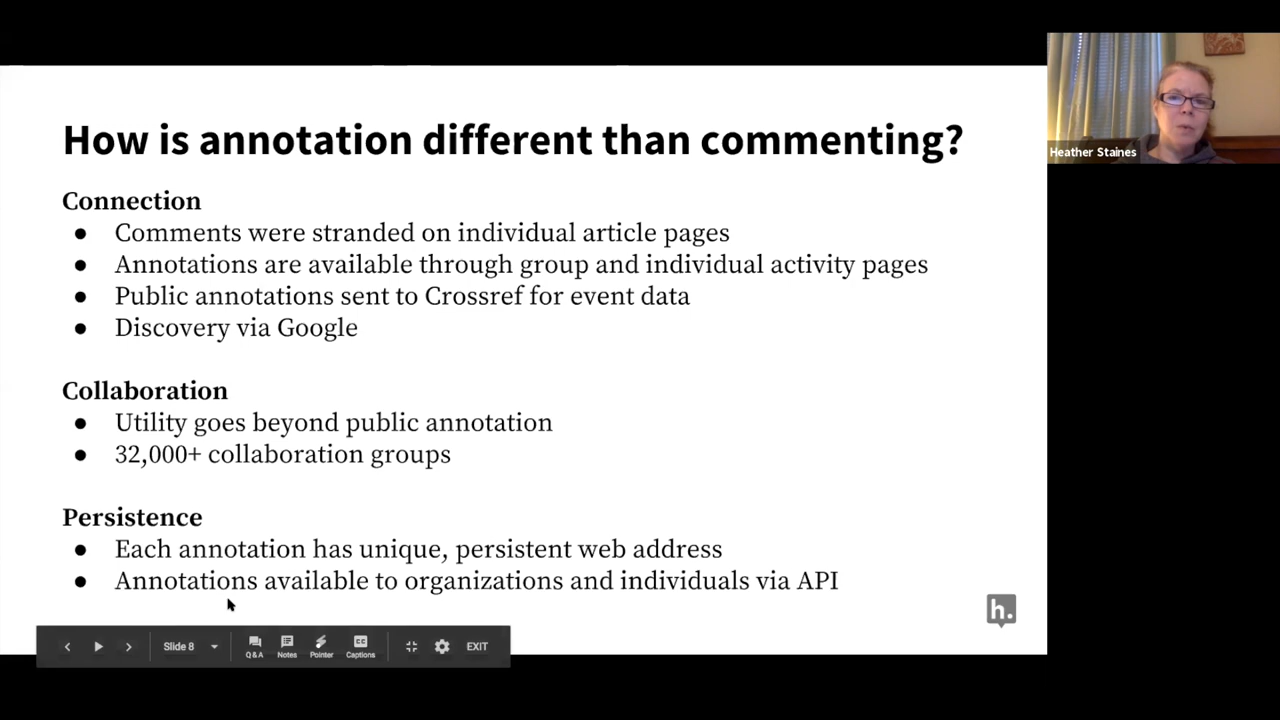 How is annotation different than commenting?
Heather Staines
Connection
● Comments were stranded on individual article pages
● Annotations are available through group and individual activity pages
● Public annotations sent to Crossref for event data
● Discovery via Google
Collaboration
● Utility goes beyond public annotation
● 32,000+ collaboration groups
Persistence
● Each annotation has unique, persistent web address
● Annotations available to organizations and individuals via API
h.
Slide 8
Q&A
Notes
Pointer
CC
Captions
EXIT